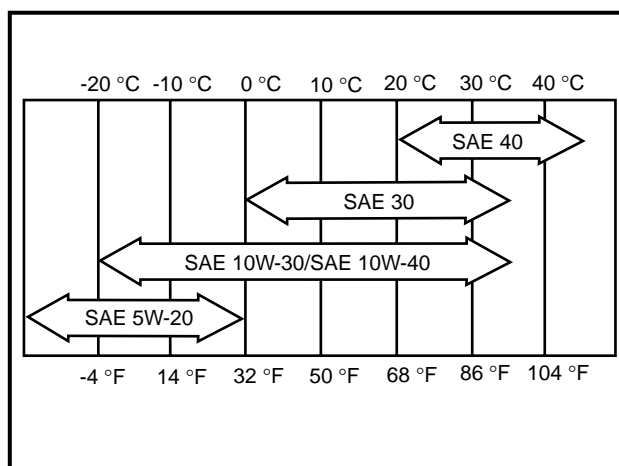 -20 °C -10 °C 0 °C 10 °C 20 °C 30 °C 40 °C
SAE 40
SAE 30
SAE 10W-30/SAE 10W-40
SAE 5W-20
-4 °F 14 °F 32 °F 50 °F 68 °F 86 °F 104 °F